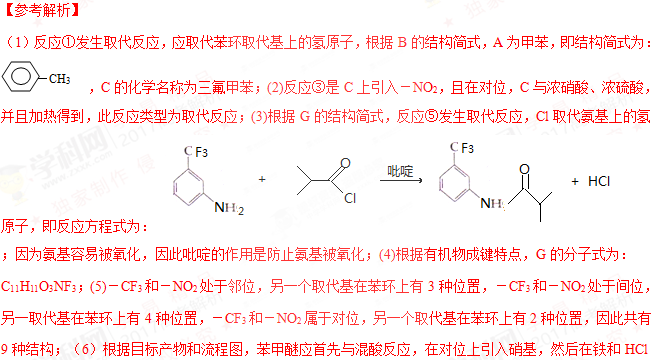 【参考解析】
（1）反应①发生取代反应，应取代苯环取代基上的氢原子，根据 B 的结构简式，A 为甲苯，即结构简式为：
CH3 ，C 的化学名称为三氟甲苯；(2)反应③是 C 上引入－NO2，且在对位，C 与浓硝酸、浓硫酸，
并且加热得到，此反应类型为取代反应；(3)根据 G 的结构简式，反应⑤发生取代反应，Cl 取代氨基上的氢
CF3 NH2 + O Cl 吡啶 CF3 NH O + HCl
原子，即反应方程式为：
；因为氨基容易被氧化，因此吡啶的作用是防止氨基被氧化；(4)根据有机物成键特点，G 的分子式为：
C11H11O3NF3；(5)－CF3 和－NO2 处于邻位，另一个取代基在苯环上有 3 种位置，－CF3 和－NO2 处于间位，
另一取代基在苯环上有 4 种位置，－CF3 和－NO2 属于对位，另一个取代基在苯环上有 2 种位置，因此共有
9 种结构；（6）根据目标产物和流程图，苯甲醚应首先与混酸反应，在对位上引入硝基，然后在铁和 HCl